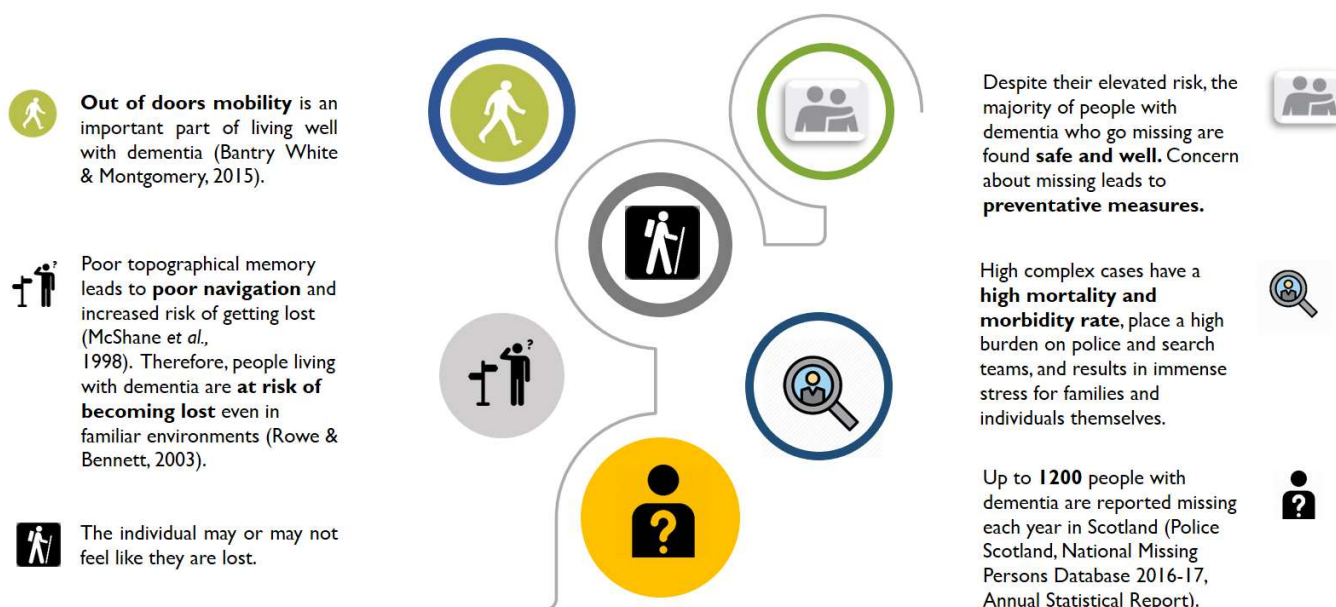 Out of doors mobility is an
important part of living well
with dementia (Bantry White
& Montgomery, 2015).
Poor topographical memory
leads to poor navigation and
increased risk of getting lost
(McShane et al.,
1998). Therefore, people living
with dementia are at risk of
becoming lost even in
familiar environments (Rowe &
Bennett, 2003).
The individual may or may not
feel like they are lost.
?
?
?
?
Despite their elevated risk, the
majority of people with
dementia who go missing are
found safe and well. Concern
about missing leads to
preventative measures.
High complex cases have a
high mortality and
morbidity rate, place a high
burden on police and search
teams, and results in immense
stress for families and
individuals themselves.
Up to 1200 people with
dementia are reported missing
each year in Scotland (Police
Scotland, National Missing
Persons Database 2016-17,
Annual Statistical Report).